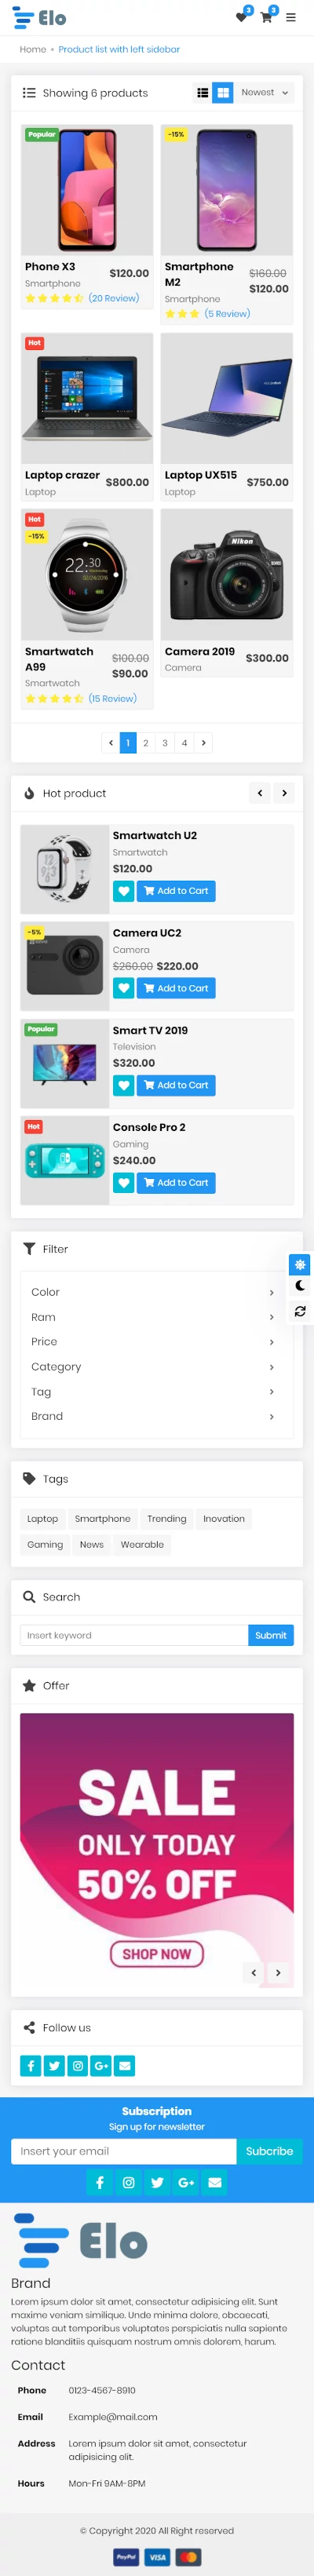 Elo
3
3
Home • Product list with left sidebar
Showing 6 products
Newest
Popular
Phone X3
$120.00
Smartphone
(20 Review)
-15%
Smartphone M2
$160.00
$120.00
Smartphone
(5 Review)
Hot
Laptop crazer
$800.00
Laptop
Laptop UX515
$750.00
Laptop
Hot
-15%
22:30
Smartwatch A99
$100.00
$90.00
Smartwatch
(15 Review)
Nikon
Camera 2019
$300.00
Camera
1 2 3 4
Hot product
Smartwatch U2
Smartwatch
$120.00
Add to Cart
-5%
Camera UC2
Camera
$260.00 $220.00
Add to Cart
Popular
Smart TV 2019
Television
$320.00
Add to Cart
Hot
Console Pro 2
Gaming
$240.00
Add to Cart
Filter
Color
Ram
Price
Category
Tag
Brand
Tags
Laptop Smartphone Trending Inovation
Gaming News Wearable
Search
Insert keyword Submit
Offer
SALE
ONLY TODAY
50% OFF
SHOP NOW
Follow us
Subscription
Sign up for newsletter
Insert your email Subcribe
Elo
Brand
Lorem ipsum dolor sit amet, consectetur adipisicing elit. Sunt
maxime veniam similique. Unde minima dolore, obcaecati,
voluptas aut temporibus voluptates perspiciatis nulla sapiente
ratione blanditiis quisquam nostrum omnis dolorem, harum.
Contact
Phone 0123-4567-8910
Email Example@mail.com
Address Lorem ipsum dolor sit amet, consectetur
adipisicing elit.
Hours Mon-Fri 9AM-8PM
© Copyright 2020 All Right reserved
PayPal VISA